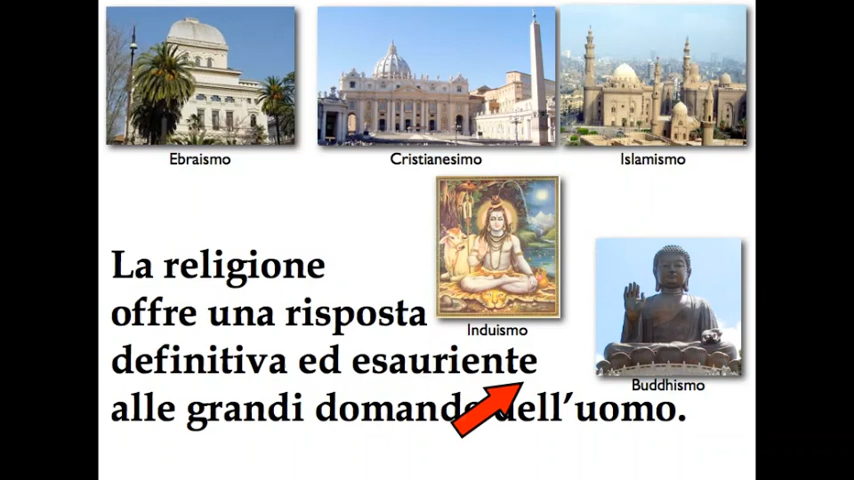 Ebraismo
Cristianesimo
Islamismo
Induismo
Buddhismo
La religione
offre una risposta
definitiva ed esauriente
alle grandi domande dell'uomo.